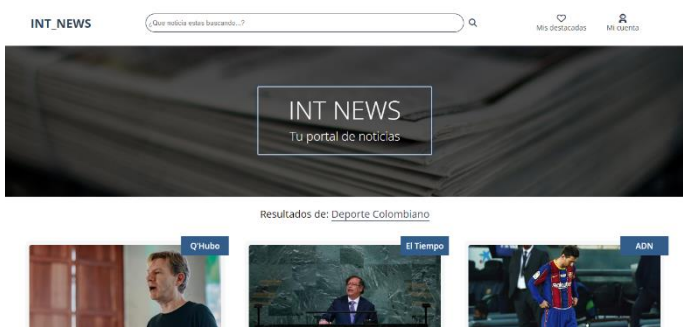 INT_NEWS
¿Que noticia estas buscando...?
Mis destacadas
Mi cuenta
INT NEWS
Tu portal de noticias
Resultados de: Deporte Colombiano
Q'Hubo
El Tiempo
ADN